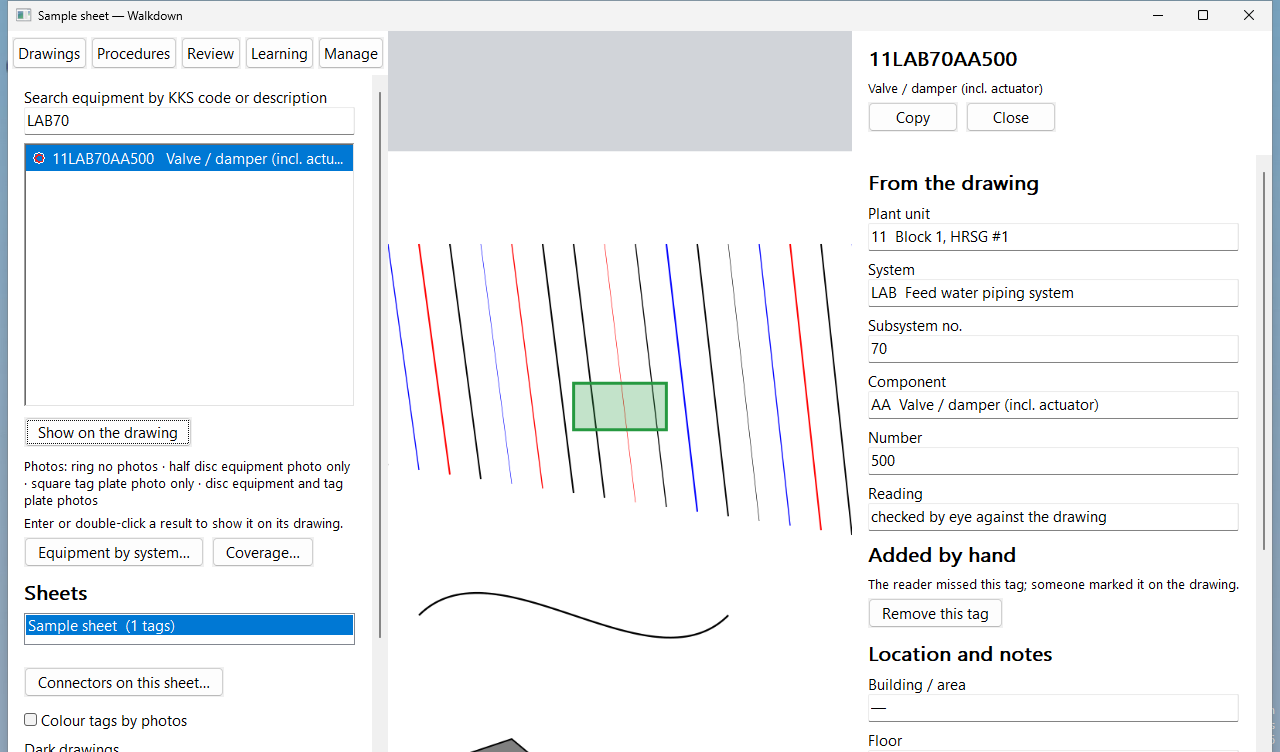 Sample sheet — Walkdown
Drawings
Procedures
Review
Learning
Manage
Search equipment by KKS code or description
LAB70
11LAB70AA500 Valve / damper (incl. actu...
Show on the drawing
Photos: ring no photos · half disc equipment photo only
· square tag plate photo only · disc equipment and tag
plate photos
Enter or double-click a result to show it on its drawing.
Equipment by system...
Coverage...
Sheets
Sample sheet (1 tags)
Connectors on this sheet...
Colour tags by photos
Dark drawings
11LAB70AA500
Valve / damper (incl. actuator)
Copy
Close
From the drawing
Plant unit
11 Block 1, HRSG #1
System
LAB Feed water piping system
Subsystem no.
70
Component
AA Valve / damper (incl. actuator)
Number
500
Reading
checked by eye against the drawing
Added by hand
The reader missed this tag; someone marked it on the drawing.
Remove this tag
Location and notes
Building / area
—
Floor